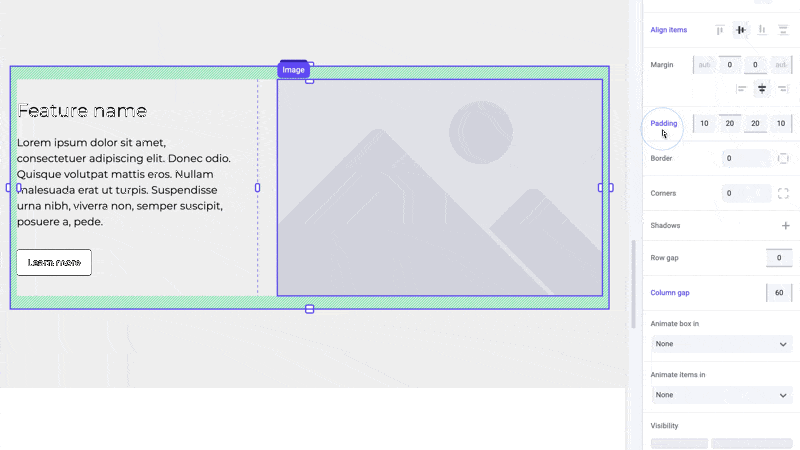 Image
Feature name
Lorem ipsum dolor sit amet,
consectetuer adipiscing elit. Donec odio.
Quisque volutpat mattis eros. Nullam
malesuada erat ut turpis. Suspendisse
urna nibh, viverra non, semper suscipit,
posuere a, pede.
Learn more
Align items
Margin
auto 0 0 auto
Padding
10 20 20 10
Border
0
Corners
0
Shadows
Row gap
0
Column gap
60
Animate box in
None
Animate items in
None
Visibility